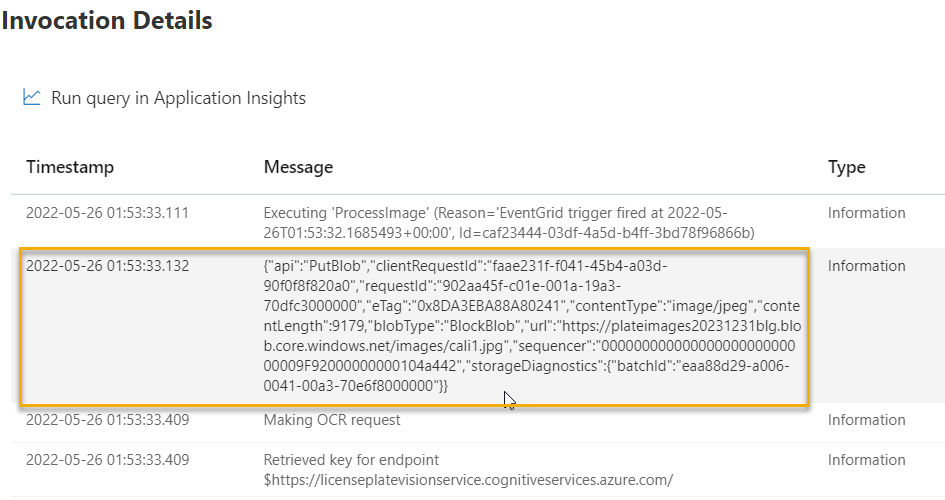 Invocation Details
Run query in Application Insights
Timestamp Message Type
2022-05-26 01:53:33.111 Executing 'ProcessImage' (Reason='EventGrid trigger fired at 2022-05- Information
26T01:53:32.1685493+00:00', Id=caf23444-03df-4a5d-b4ff-3bd78f96866b)
2022-05-26 01:53:33.132 {"api":"PutBlob","clientRequestId":"faae231f-f041-45b4-a03d- Information
90f0f8f820a0","requestId":"902aa45f-c01e-001a-19a3-
70dfc3000000","eTag":"0x8DA3EBA88A80241","contentType":"image/jpeg","conte
ntLength":9179,"blobType":"BlockBlob","url":"https://plateimages20231231blg.blo
b.core.windows.net/images/cali1.jpg","sequencer":"000000000000000000000000
00009F92000000000104a442","storageDiagnostics":{"batchId":"eaa88d29-a006-
0041-00a3-70e6f8000000"}}
2022-05-26 01:53:33.409 Making OCR request Information
2022-05-26 01:53:33.409 Retrieved key for endpoint Information
$https://licenseplatevisionservice.cognitiveservices.azure.com/